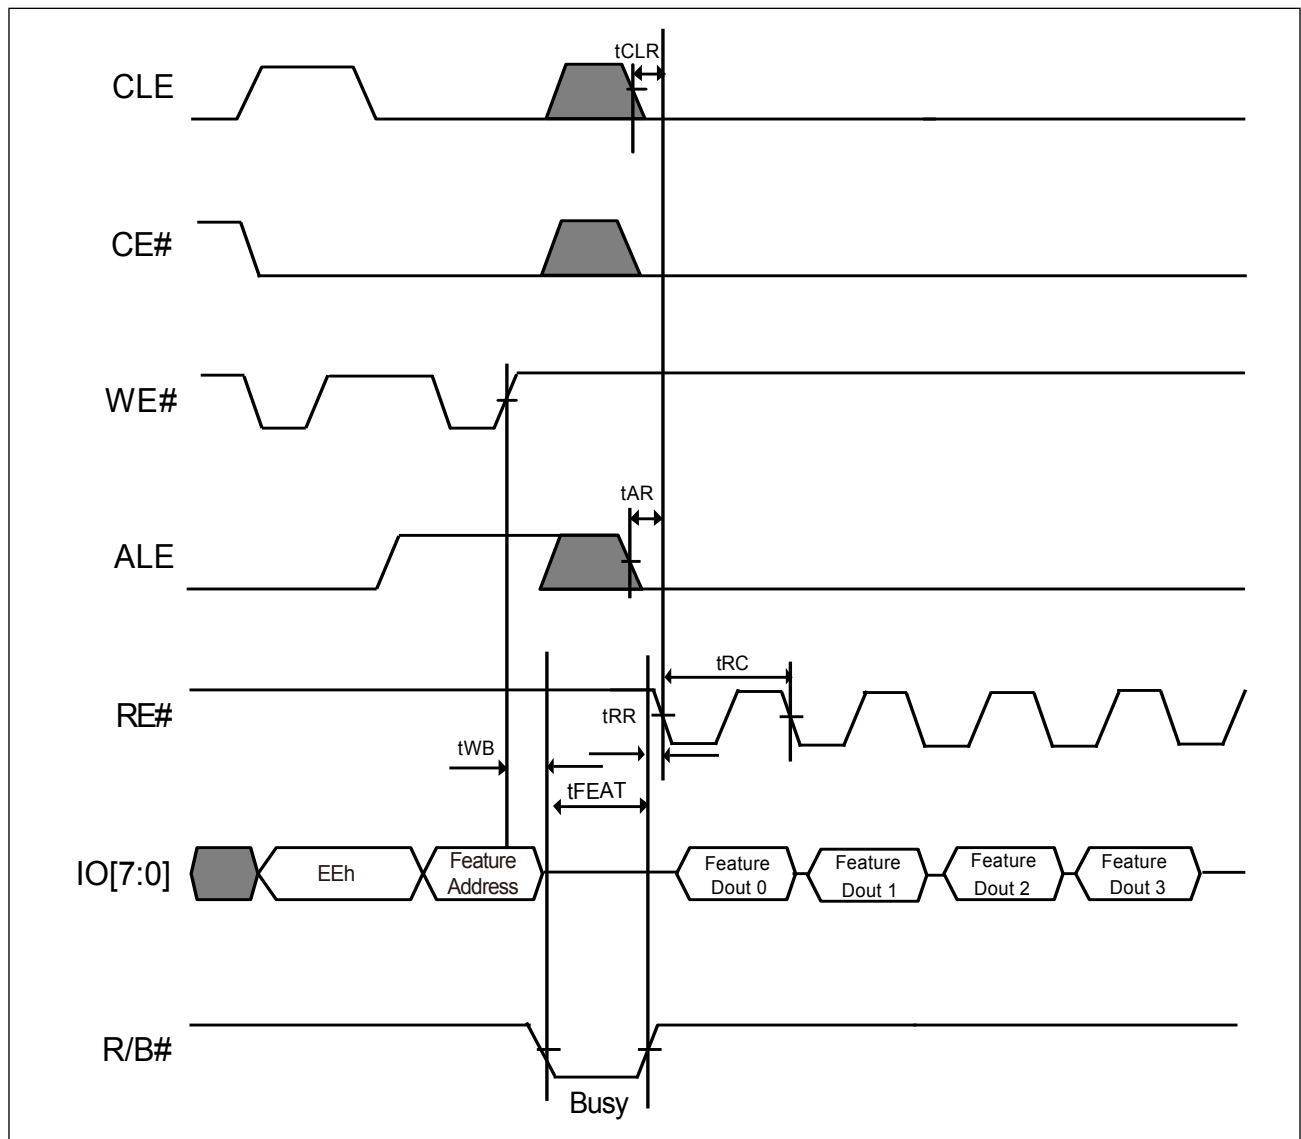 tCLR
CLE
CE#
WE#
tAR
ALE
tRC
RE#
tRR
tWB
tFEAT
IO[7:0]
EEh
Feature
Address
Feature
Dout 0
Feature
Dout 1
Feature
Dout 2
Feature
Dout 3
R/B#
Busy